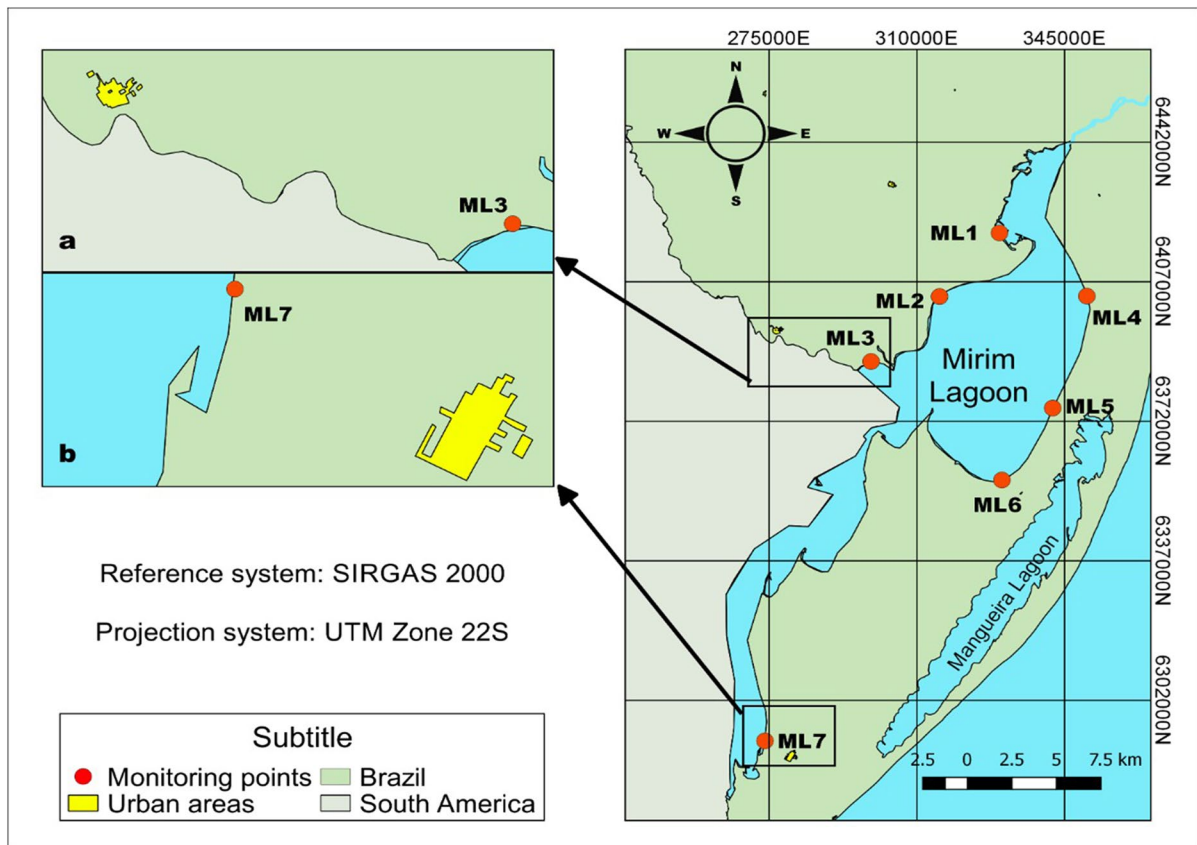 a
ML3
b
ML7
Reference system: SIRGAS 2000
Projection system: UTM Zone 22S
Subtitle
Monitoring points
Brazil
Urban areas
South America
275000E 310000E 345000E
N
W E
S
6442000N
6407000N
6372000N
6337000N
6302000N
ML1
ML2
ML4
ML3
Mirim
Lagoon
ML5
ML6
Mangueira Lagoon
ML7
2.5 0 2.5 5 7.5 km